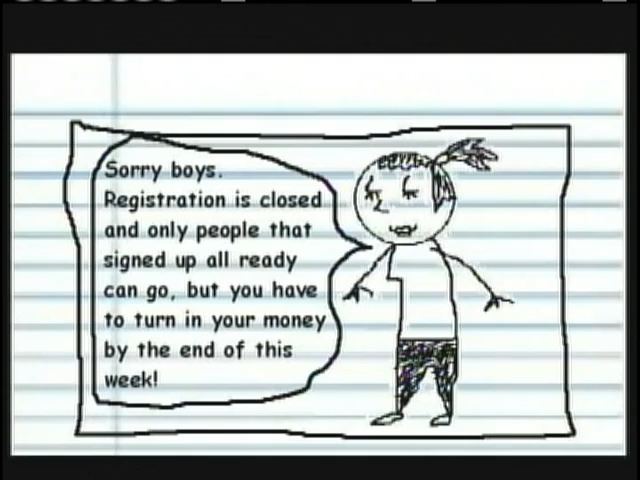 Sorry boys.
Registration is closed
and only people that
signed up all ready
can go, but you have
to turn in your money
by the end of this
week!